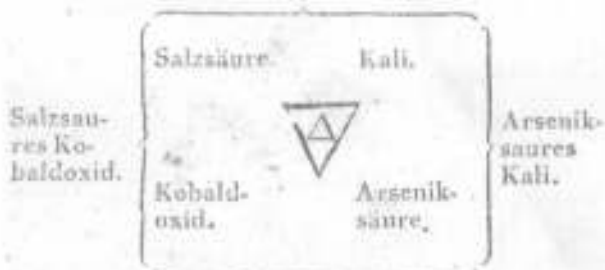 Salzsäure. Kali.
Salzsau-
res Ko-
baldoxid.
Arsenik-
saures
Kali.
Kobald-
oxid.
Arsenik-
säure.